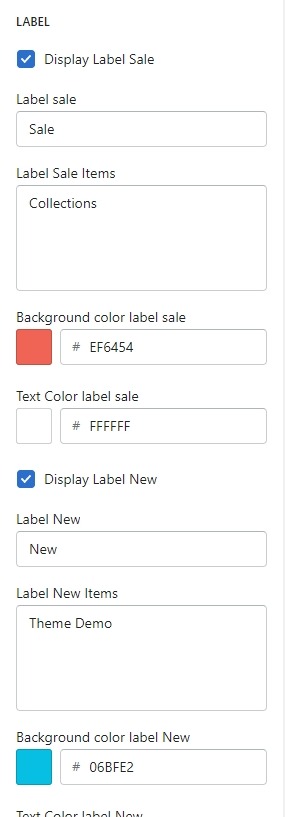 LABEL
Display Label Sale
Label sale
Sale
Label Sale Items
Collections
Background color label sale
# EF6454
Text Color label sale
# FFFFFF
Display Label New
Label New
New
Label New Items
Theme Demo
Background color label New
# 06BFE2
Text Color label New